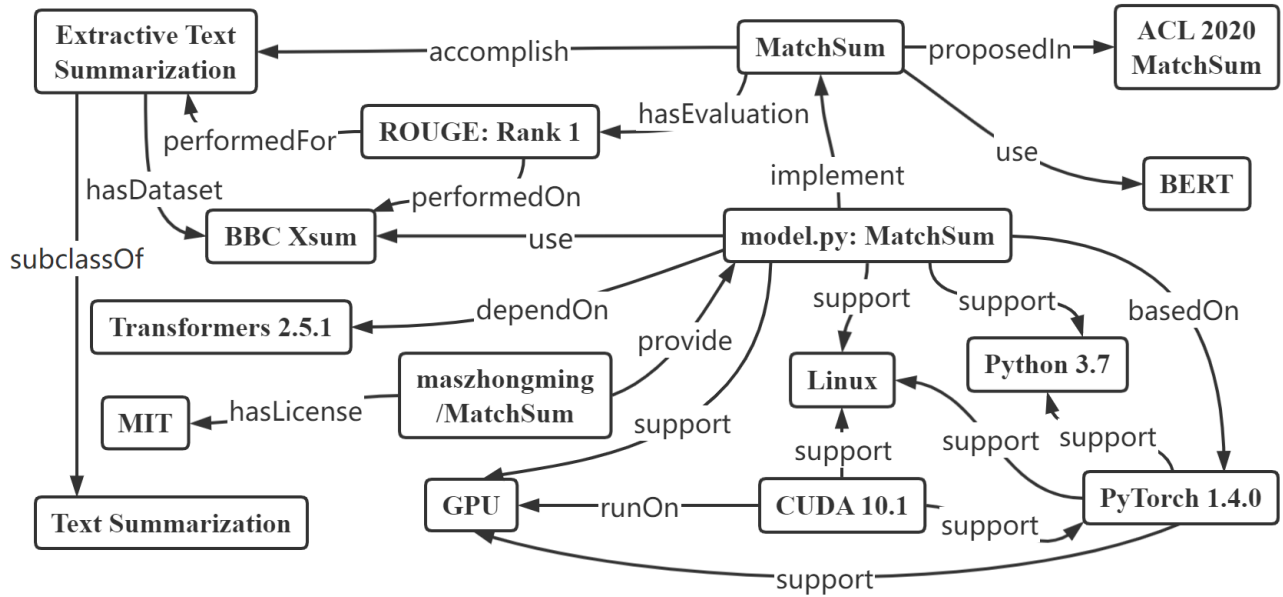 Extractive Text
Summarization
accomplish
MatchSum
proposedIn
ACL 2020
MatchSum
hasEvaluation
performedFor
ROUGE: Rank 1
use
hasDataset
performedOn
implement
BERT
BBC Xsum
use
model.py: MatchSum
subclassOf
dependOn
support
support
basedOn
Transformers 2.5.1
provide
Python 3.7
maszhongming
/MatchSum
Linux
MIT
hasLicense
support
support
support
support
GPU
runOn
CUDA 10.1
support
PyTorch 1.4.0
Text Summarization
support